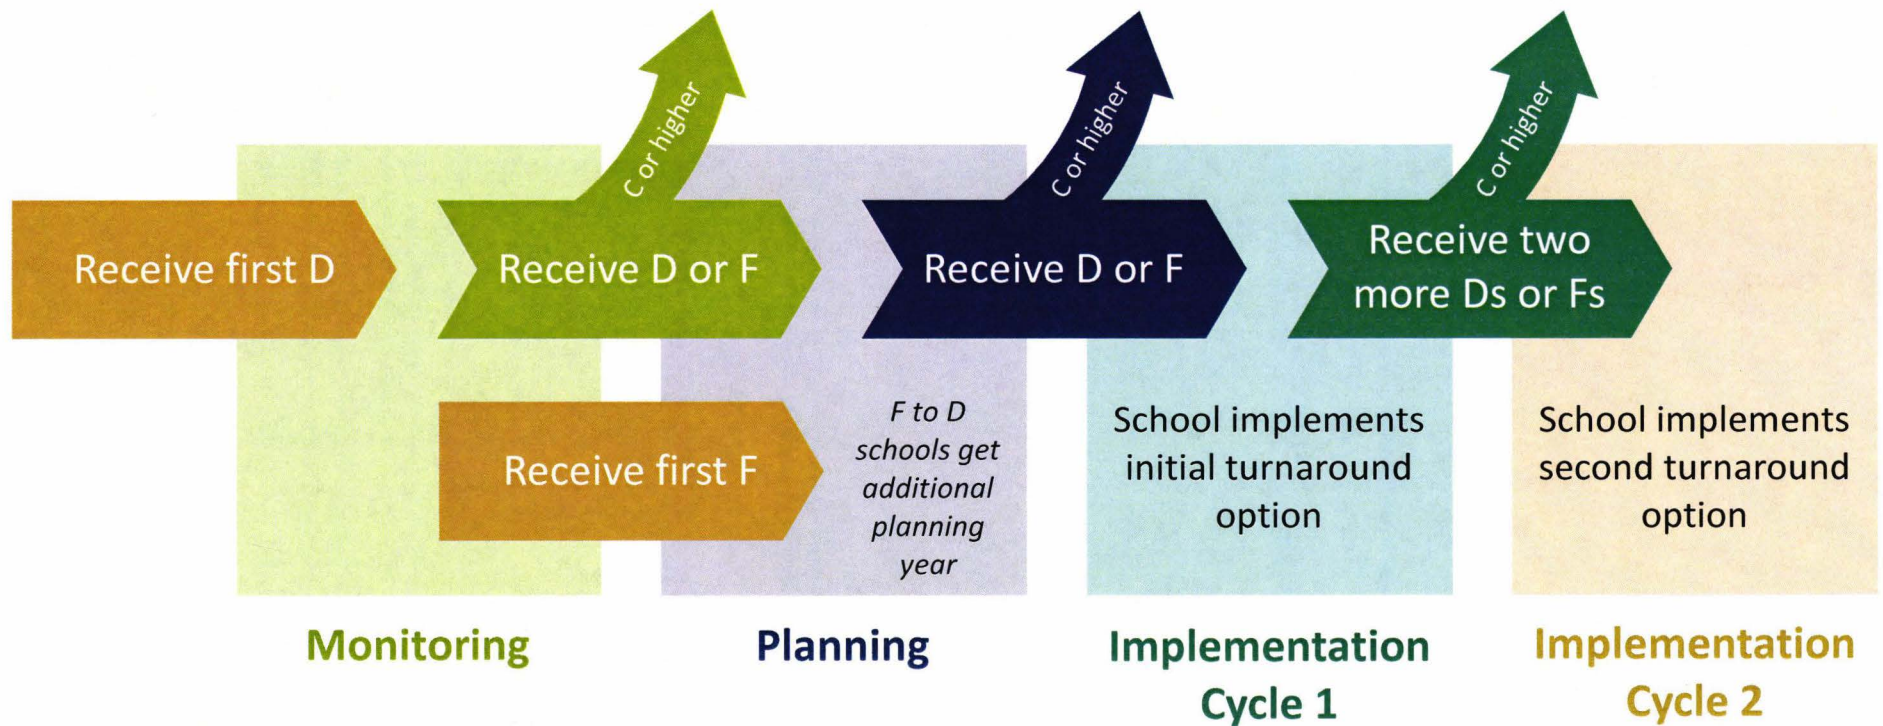 C or higher
C or higher
C or higher
Receive first D
Receive D or F
Receive D or F
Receive two
more Ds or Fs
Receive first F
F to D
schools get
additional
planning
year
School implements
initial turnaround
option
School implements
second turnaround
option
Monitoring
Planning
Implementation
Cycle 1
Implementation
Cycle 2